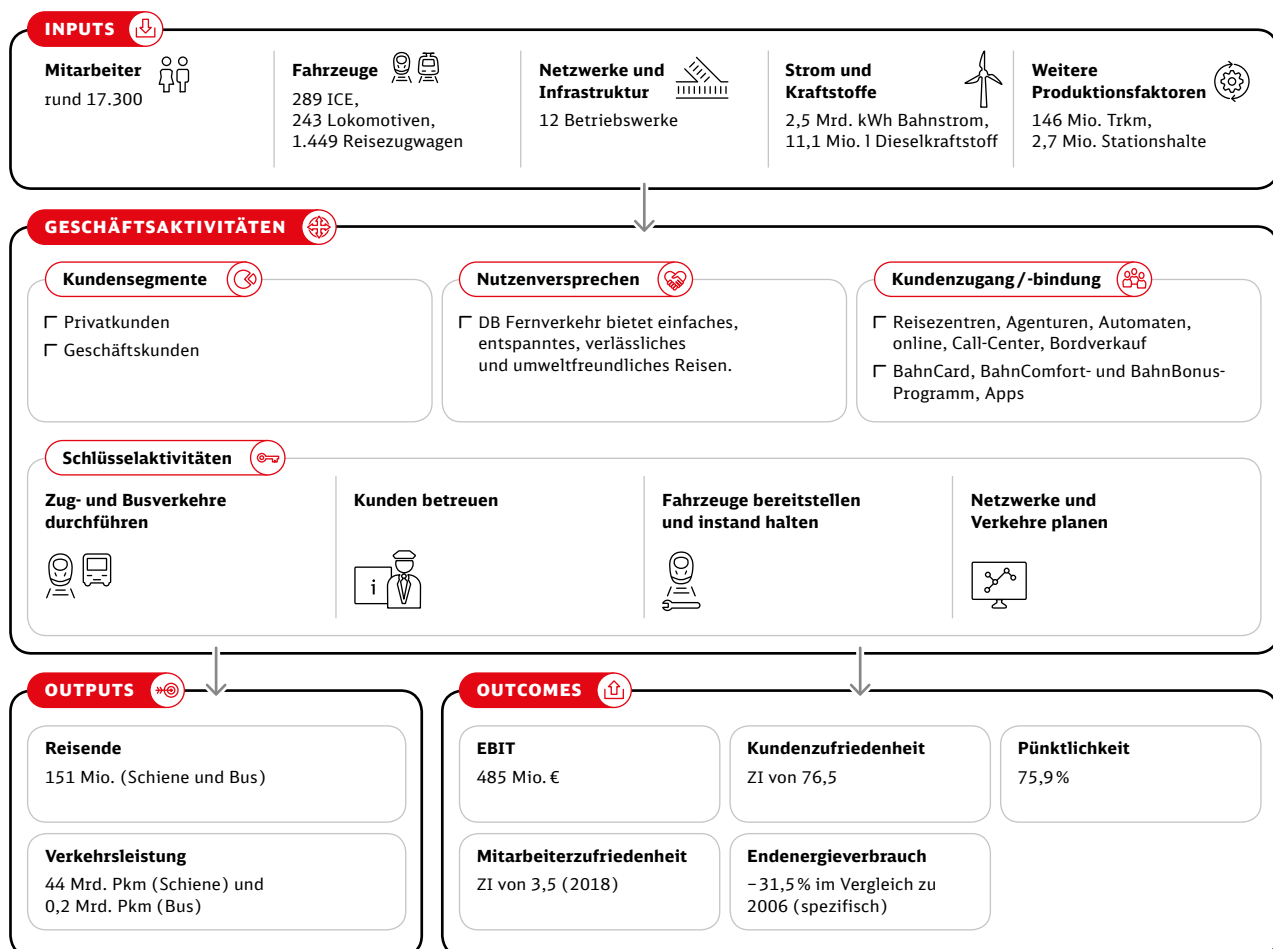 INPUTS
Mitarbeiter
rund 17.300
Fahrzeuge
289 ICE,
243 Lokomotiven,
1.449 Reisezugwagen
Netzwerke und
Infrastruktur
12 Betriebswerke
Strom und
Kraftstoffe
2,5 Mrd. kWh Bahnstrom,
11,1 Mio. l Dieselkraftstoff
Weitere
Produktionsfaktoren
146 Mio. Trkm,
2,7 Mio. Stationshalte
GESCHÄFTSAKTIVITÄTEN
Kundensegmente
Privatkunden
Geschäftskunden
Nutzenversprechen
DB Fernverkehr bietet einfaches,
entspanntes, verlässliches
und umweltfreundliches Reisen.
Kundenzugang/-bindung
Reisezentren, Agenturen, Automaten,
online, Call-Center, Bordverkauf
BahnCard, BahnComfort- und BahnBonus-
Programm, Apps
Schlüsselaktivitäten
Zug- und Busverkehre
durchführen
Kunden betreuen
i
Fahrzeuge bereitstellen
und instand halten
Netzwerke und
Verkehre planen
OUTPUTS
Reisende
151 Mio. (Schiene und Bus)
Verkehrsleistung
44 Mrd. Pkm (Schiene) und
0,2 Mrd. Pkm (Bus)
OUTCOMES
EBIT
485 Mio. €
Kundenzufriedenheit
ZI von 76,5
Pünktlichkeit
75,9 %
Mitarbeiterzufriedenheit
ZI von 3,5 (2018)
Endenergieverbrauch
–31,5 % im Vergleich zu
2006 (spezifisch)